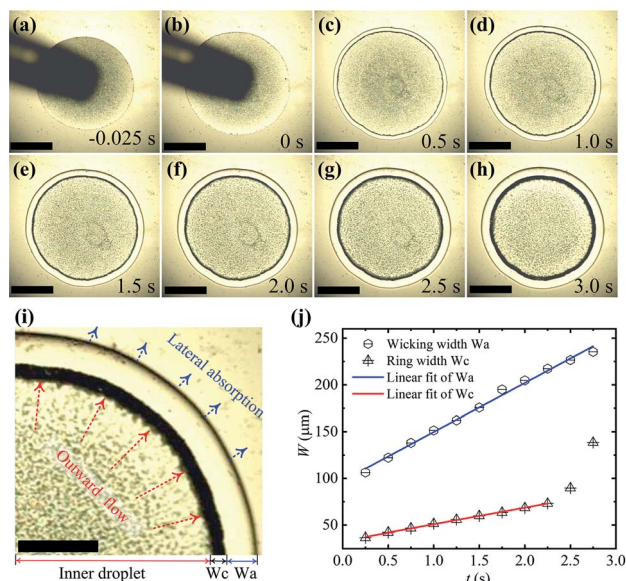 (a)
-0.025 s
(b)
0 s
(c)
0.5 s
(d)
1.0 s
(e)
1.5 s
(f)
2.0 s
(g)
2.5 s
(h)
3.0 s
(i)
Lateral absorption
Outward flow
Inner droplet
Wc
Wa
(j)
Wicking width Wa
Ring width Wc
Linear fit of Wa
Linear fit of Wc
W (μm)
250
200
150
100
50
0.0 0.5 1.0 1.5 2.0 2.5 3.0
t (s)